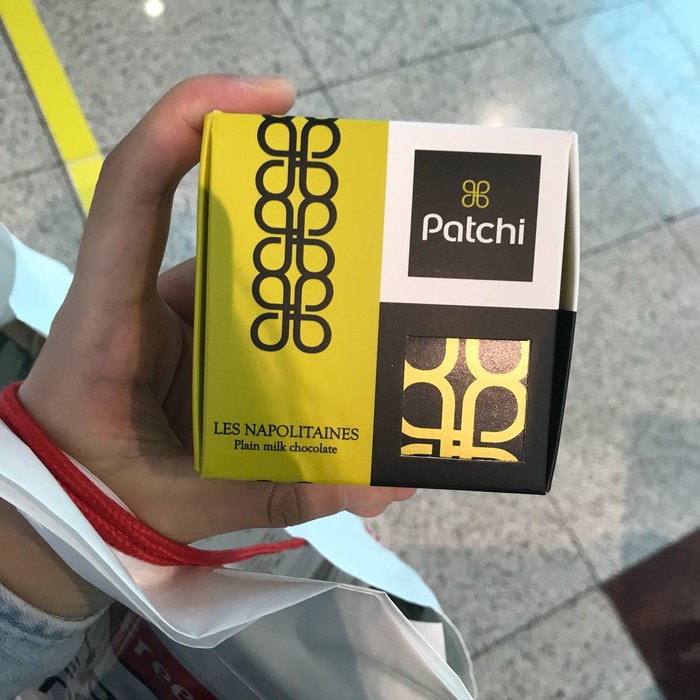 Patchi
LES NAPOLITAINES
Plain milk chocolate